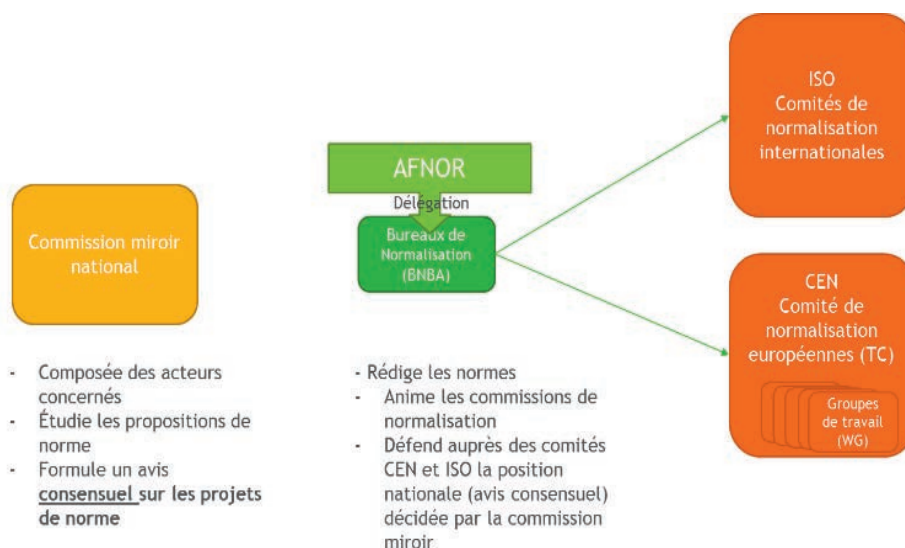 Commission miroir
national
- Composée des acteurs
concernés
- Étudie les propositions de
norme
- Formule un avis
consensuel sur les projets
de norme
AFNOR
Délégation
Bureaux de
Normalisation
(BNBA)
- Rédige les normes
- Anime les commissions de
normalisation
- Défend auprès des comités
CEN et ISO la position
nationale (avis consensuel)
décidée par la commission
miroir
ISO
Comités de
normalisation
internationales
CEN
Comité de
normalisation
européennes (TC)
Groupes
de travail
(WG)